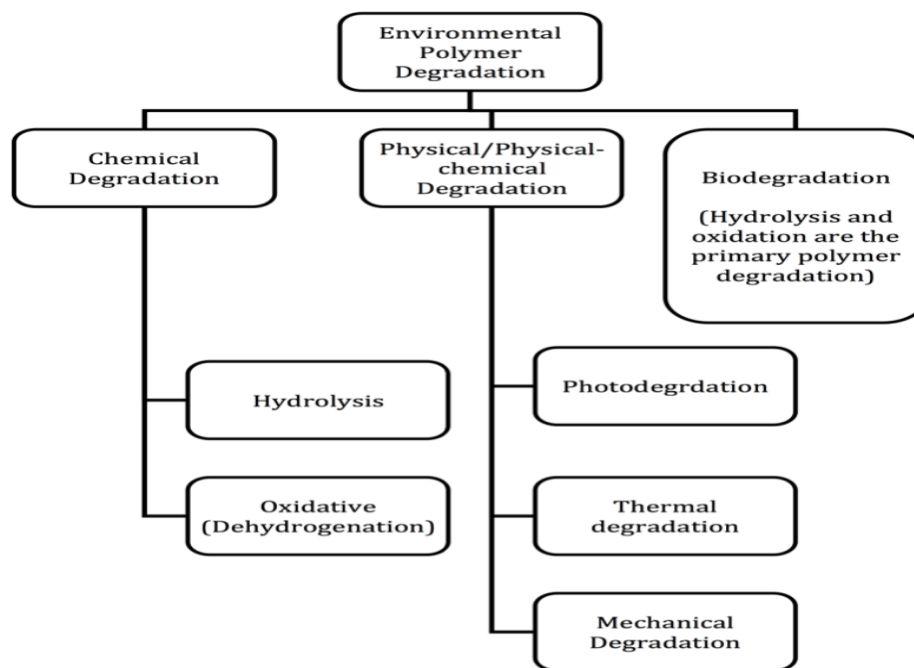 Environmental
Polymer
Degradation
Chemical
Degradation
Physical/Physical-
chemical
Degradation
Biodegradation
(Hydrolysis and
oxidation are the
primary polymer
degradation)
Hydrolysis
Oxidative
(Dehydrogenation)
Photodegrdation
Thermal
degradation
Mechanical
Degradation